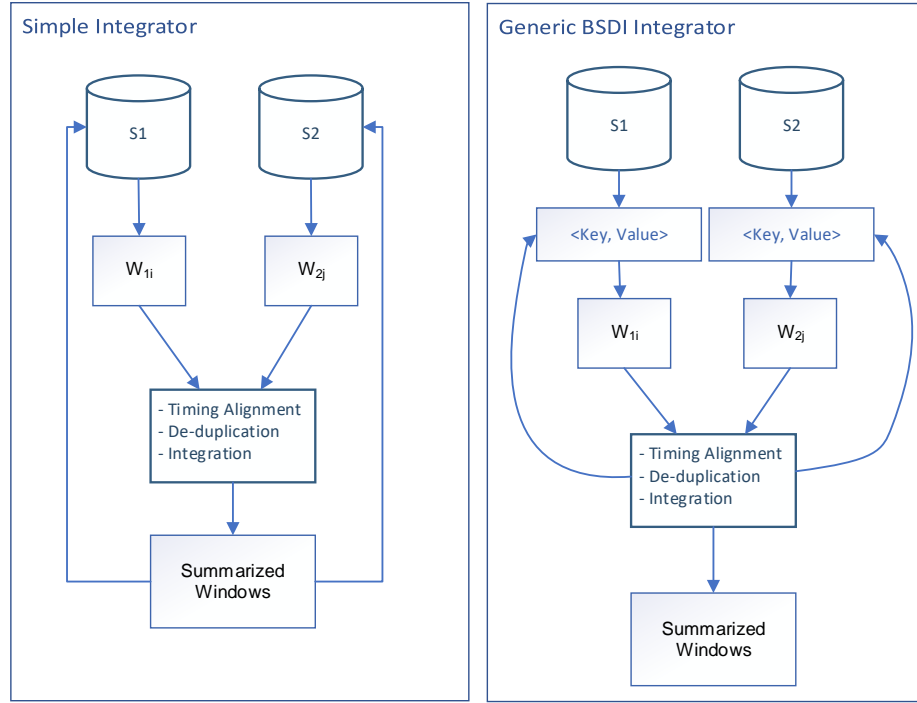 Simple Integrator
S1
S2
W1i
W2j
- Timing Alignment
- De-duplication
- Integration
Summarized
Windows
Generic BSDI Integrator
S1
S2
<Key, Value>
<Key, Value>
W1i
W2j
- Timing Alignment
- De-duplication
- Integration
Summarized
Windows